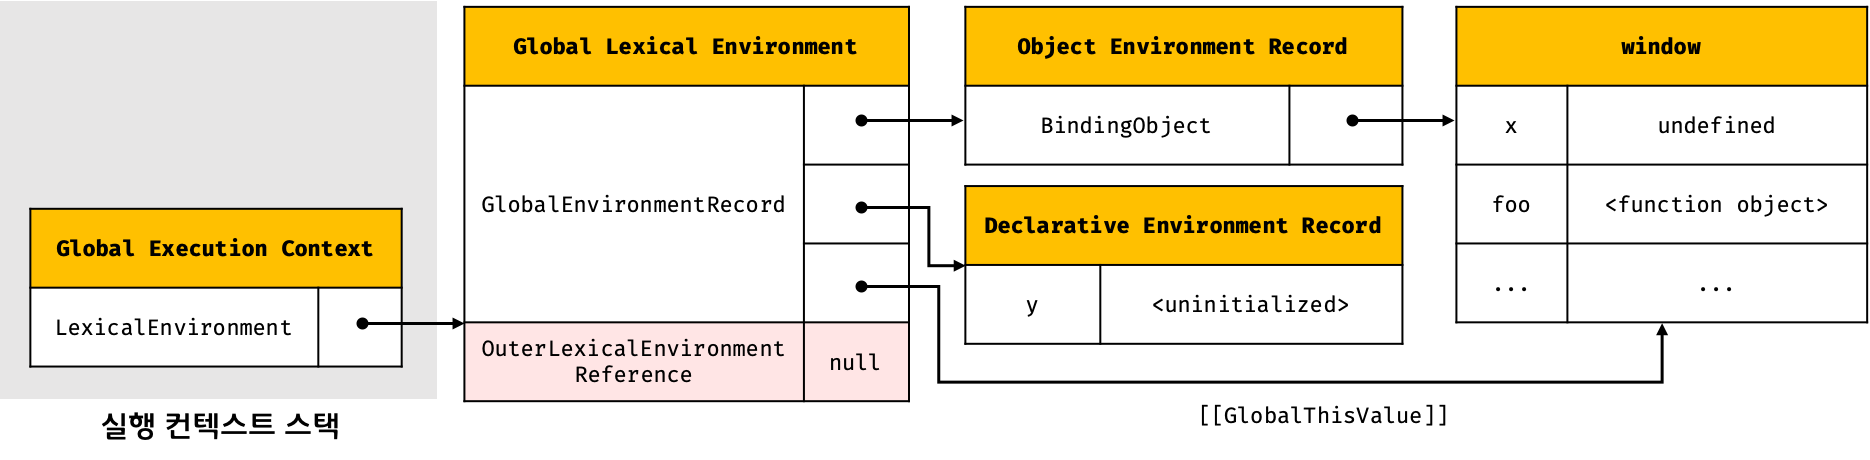 Global Execution Context
LexicalEnvironment
실행 컨텍스트 스택
Global Lexical Environment
GlobalEnvironmentRecord
OuterLexicalEnvironment
Reference
null
Object Environment Record
BindingObject
Declarative Environment Record
y
<uninitialized>
window
x
undefined
foo
<function object>
...
...
[[GlobalThisValue]]